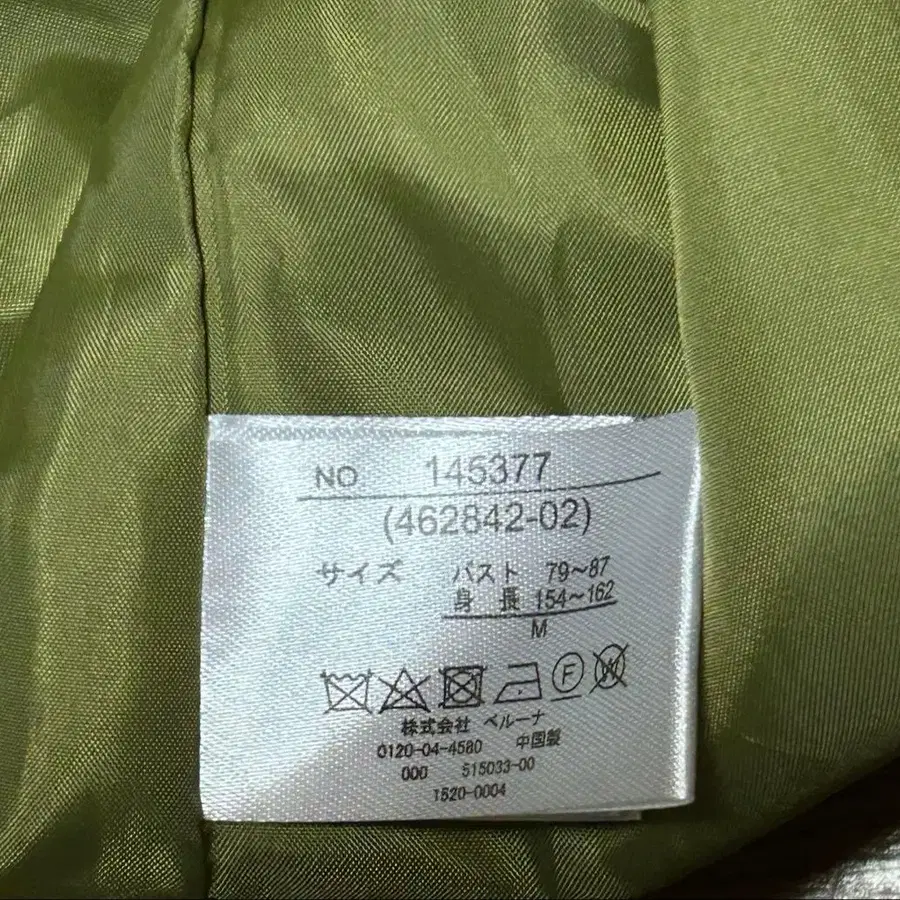 NO 145377
(462842-02)
サイズ バスト 79~87
身長 154~162
M
F W
株式会社 ベルーナ
0120-04-4580 中国製
000 515033-00
1520-0004